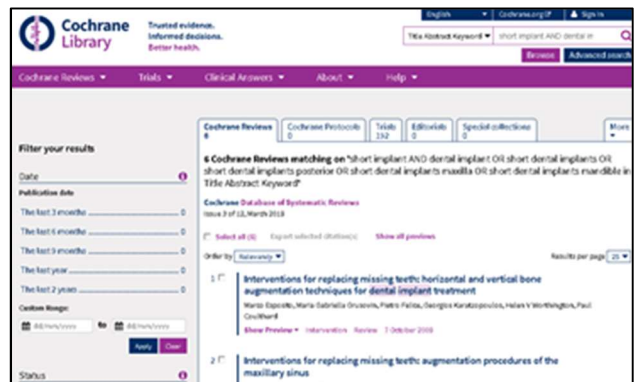 English Cochrane.org Sign In
Cochrane
Library
Trusted evidence.
Informed decisions.
Better health.
Title Abstract Keyword short implant AND dental im
Browse Advanced search
Cochrane Reviews Trials Clinical Answers About Help
Cochrane Reviews
6
Cochrane Protocols
0
Trials
192
Editorials
0
Special collections
0
More
Filter your results
Date
Publication date
The last 3 months 0
The last 6 months 0
The last 9 months 0
The last year 0
The last 2 years 0
Custom Range:
dd/mm/yyyy to dd/mm/yyyy
Apply Clear
Status
6 Cochrane Reviews matching on "short implant AND dental implant OR short dental implants OR
short dental implants posterior OR short dental implants maxilla OR short dental implants mandible in
Title Abstract Keyword"
Cochrane Database of Systematic Reviews
Issue 3 of 12, March 2018
Select all (6) Export selected citation(s) Show all previews
Order by Relevancy Results per page 25
1 Interventions for replacing missing teeth: horizontal and vertical bone
augmentation techniques for dental implant treatment
Marco Esposito, Maria Gabriella Grusovin, Pietro Felice, Georgios Karatzopoulos, Helen V Worthington, Paul
Coulthard
Show Preview Intervention Review 7 October 2009
2 Interventions for replacing missing teeth: augmentation procedures of the
maxillary sinus